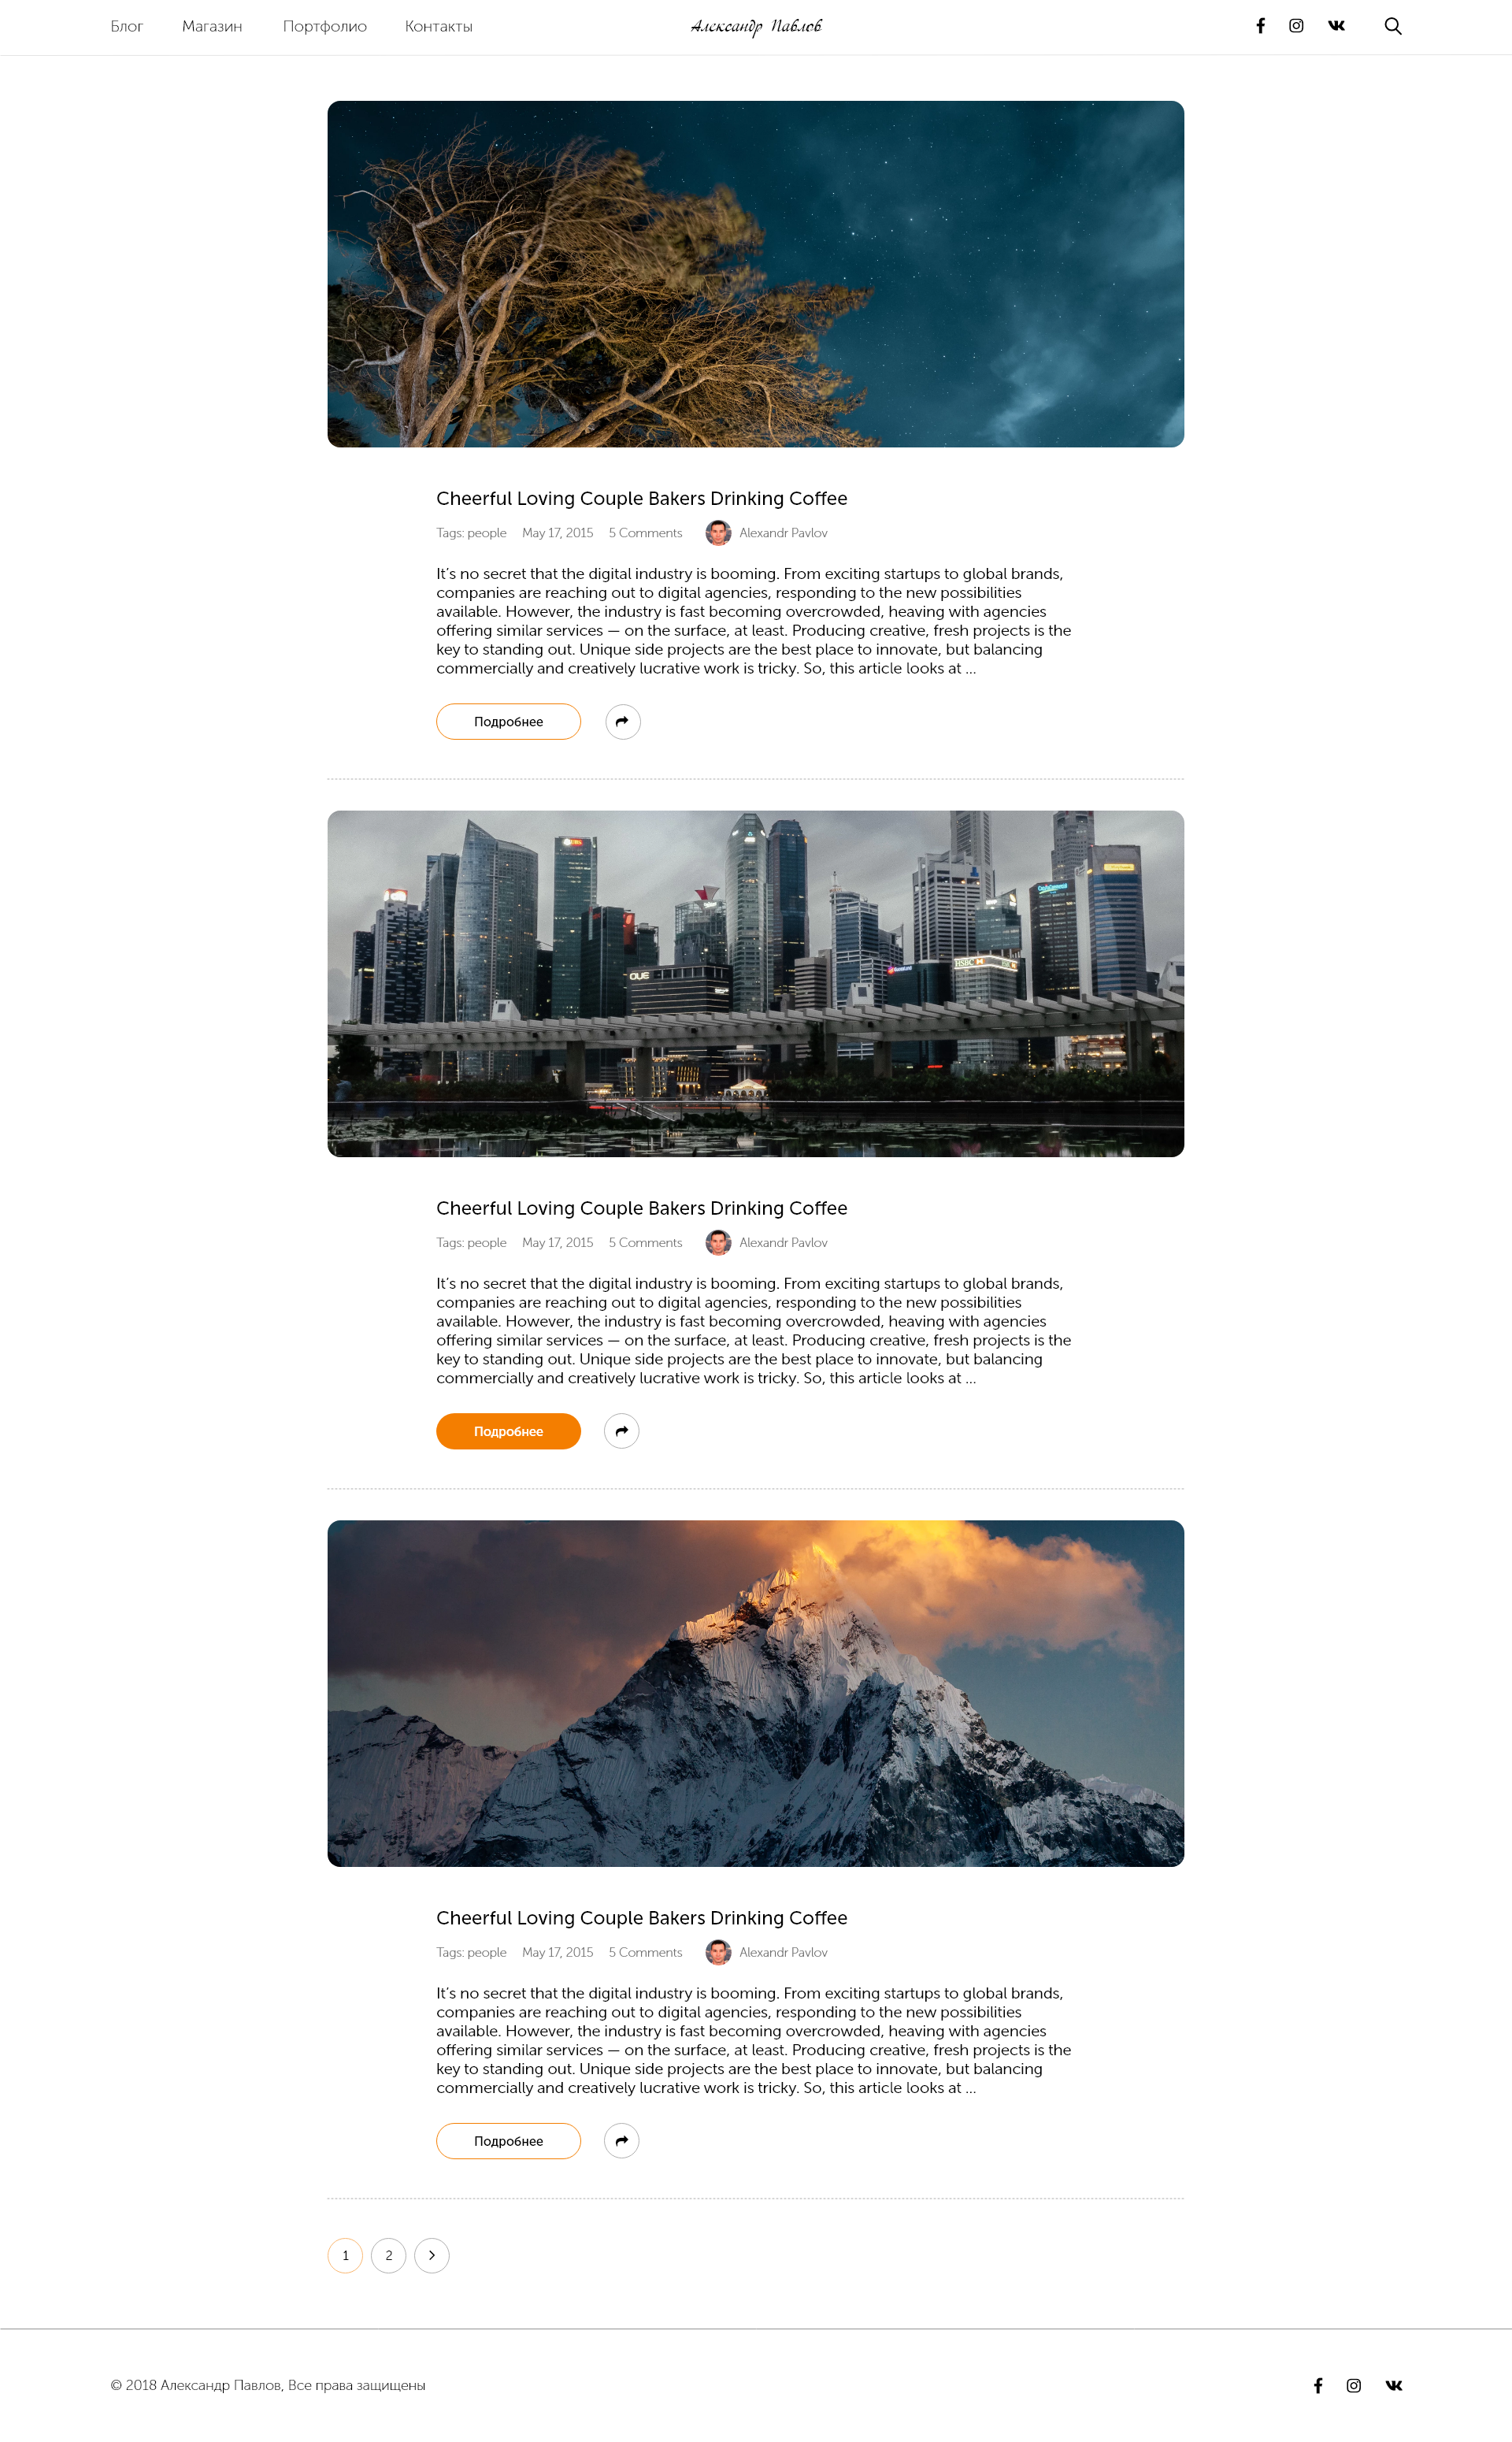 Блог Магазин Портфолио Контакты Александр Павлов
Cheerful Loving Couple Bakers Drinking Coffee
Tags: people May 17, 2015 5 Comments Alexandr Pavlov
It’s no secret that the digital industry is booming. From exciting startups to global brands,
companies are reaching out to digital agencies, responding to the new possibilities
available. However, the industry is fast becoming overcrowded, heaving with agencies
offering similar services — on the surface, at least. Producing creative, fresh projects is the
key to standing out. Unique side projects are the best place to innovate, but balancing
commercially and creatively lucrative work is tricky. So, this article looks at ...
Подробнее
OUE
HSBC
Cheerful Loving Couple Bakers Drinking Coffee
Tags: people May 17, 2015 5 Comments Alexandr Pavlov
It’s no secret that the digital industry is booming. From exciting startups to global brands,
companies are reaching out to digital agencies, responding to the new possibilities
available. However, the industry is fast becoming overcrowded, heaving with agencies
offering similar services — on the surface, at least. Producing creative, fresh projects is the
key to standing out. Unique side projects are the best place to innovate, but balancing
commercially and creatively lucrative work is tricky. So, this article looks at ...
Подробнее
Cheerful Loving Couple Bakers Drinking Coffee
Tags: people May 17, 2015 5 Comments Alexandr Pavlov
It’s no secret that the digital industry is booming. From exciting startups to global brands,
companies are reaching out to digital agencies, responding to the new possibilities
available. However, the industry is fast becoming overcrowded, heaving with agencies
offering similar services — on the surface, at least. Producing creative, fresh projects is the
key to standing out. Unique side projects are the best place to innovate, but balancing
commercially and creatively lucrative work is tricky. So, this article looks at ...
Подробнее
1 2
© 2018 Александр Павлов, Все права защищены